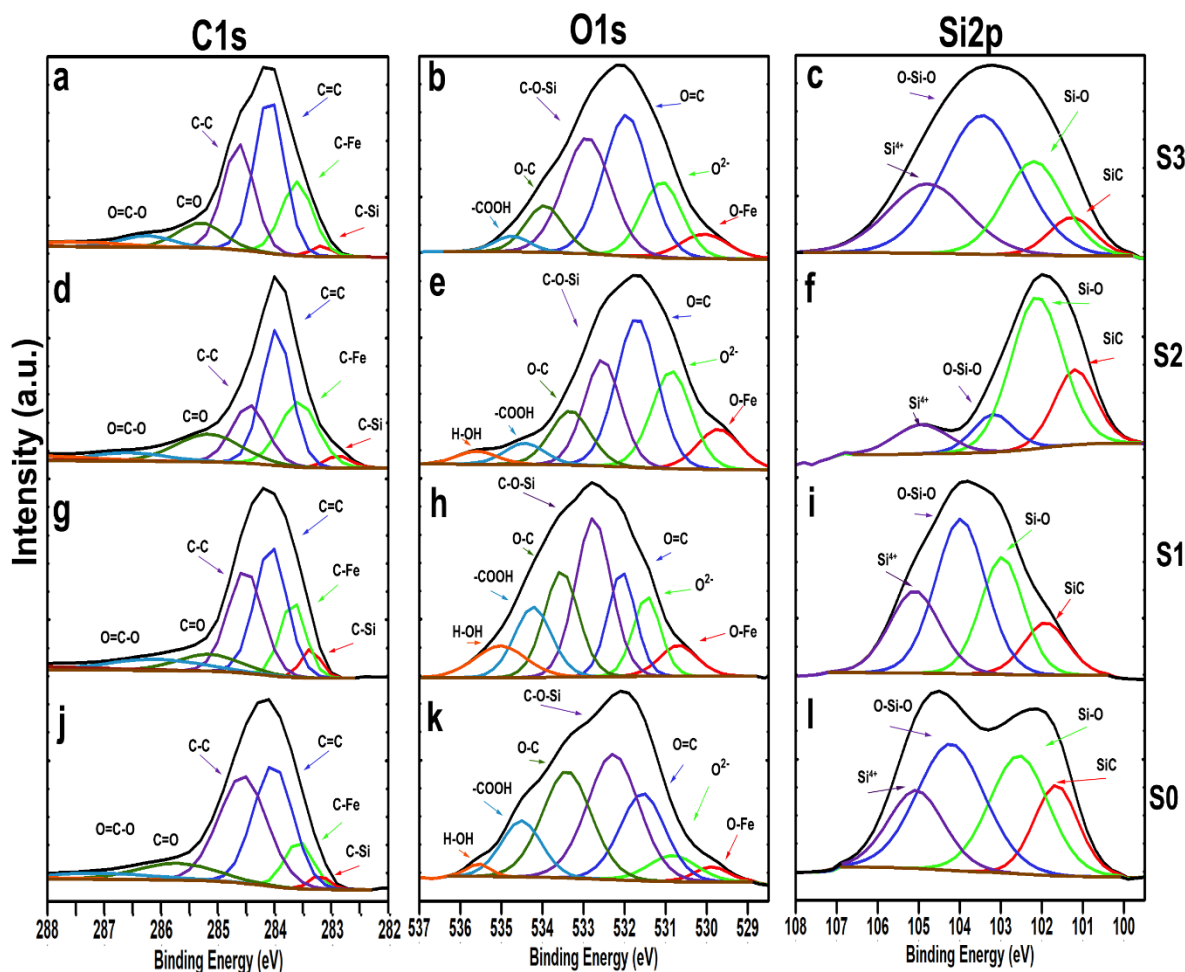 C1s O1s Si2p
Intensity (a.u.)
a
C=C
C-C
C-Fe
C-Si
C=O
O=C-O
b
C-O-Si
O=C
O-C
O²⁻
-COOH
O-Fe
c
O-Si-O
Si-O
Si⁴⁺
SiC
S3
d
C=C
C-C
C-Fe
C=O
O=C-O
C-Si
e
C-O-Si
O=C
O²⁻
O-C
-COOH
H-OH
O-Fe
f
Si-O
SiC
O-Si-O
Si⁴⁺
S2
g
C=C
C-C
C-Fe
C=O
O=C-O
C-Si
h
C-O-Si
O-C
O=C
-COOH
O²⁻
H-OH
O-Fe
i
O-Si-O
Si-O
Si⁴⁺
SiC
S1
j
C-C
C=C
C-Fe
O=C-O
C=O
C-Si
k
C-O-Si
O-C
O=C
-COOH
O²⁻
H-OH
O-Fe
l
O-Si-O
Si-O
Si⁴⁺
SiC
S0
288 287 286 285 284 283 282
Binding Energy (eV)
537 536 535 534 533 532 531 530 529
Binding Energy (eV)
108 107 106 105 104 103 102 101 100
Binding Energy (eV)